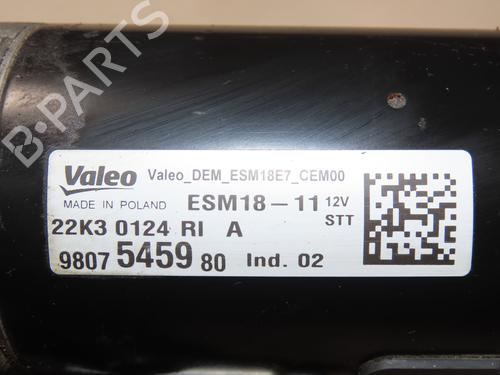 B-PARTS
Valeo Valeo_DEM_ESM18E7_CEM00
MADE IN POLAND ESM18-11 12V
STT
22K3 0124 RI A
9807 5459 80 Ind. 02